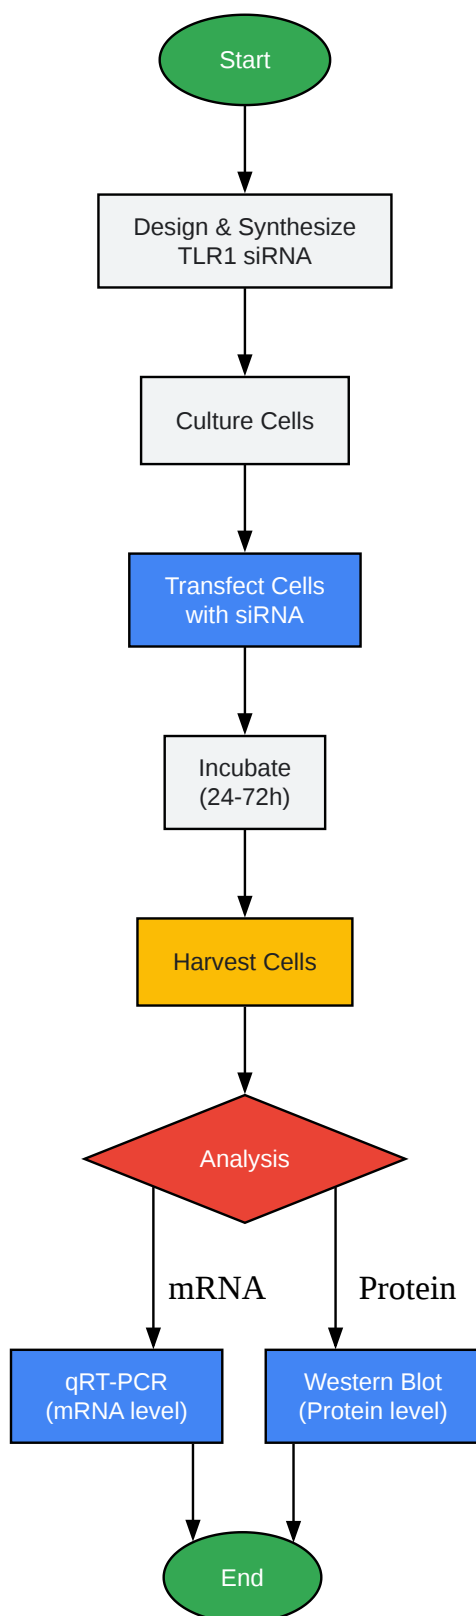 Start
Design & Synthesize
TLR1 siRNA
Culture Cells
Transfect Cells
with siRNA
Incubate
(24-72h)
Harvest Cells
Analysis
mRNA
Protein
qRT-PCR
(mRNA level)
Western Blot
(Protein level)
End